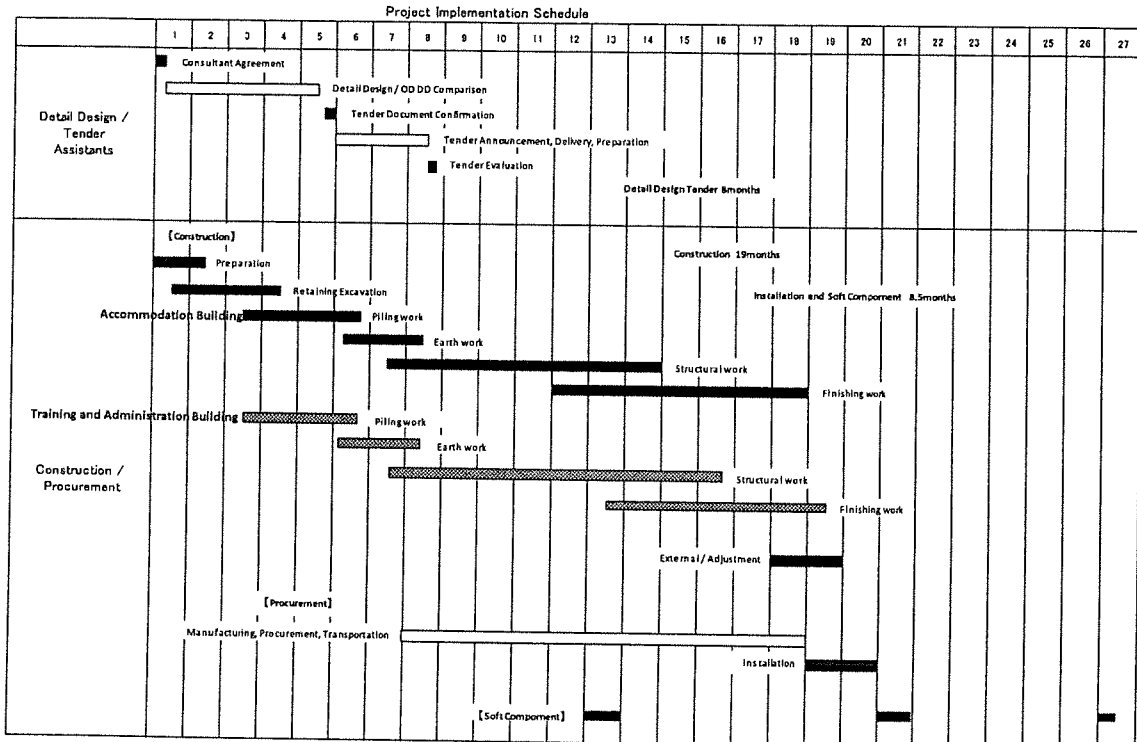 Project Implementation Schedule
1 2 3 4 5 6 7 8 9 10 11 12 13 14 15 16 17 18 19 20 21 22 23 24 25 26 27
Consultant Agreement
Detail Design / OD DD Comparison
Tender Document Confirmation
Detail Design /
Tender
Assistants
Tender Announcement, Delivery, Preparation
Tender Evaluation
Detail Design Tender 8months
【Construction】
Construction 19months
Preparation
Retaining Excavation
Installation and Soft Component 8.5months
Accommodation Building
Piling work
Earth work
Structural work
Finishing work
Training and Administration Building
Piling work
Earth work
Construction /
Procurement
Structural work
Finishing work
External / Adjustment
【Procurement】
Manufacturing, Procurement, Transportation
Installation
【Soft Compoment】